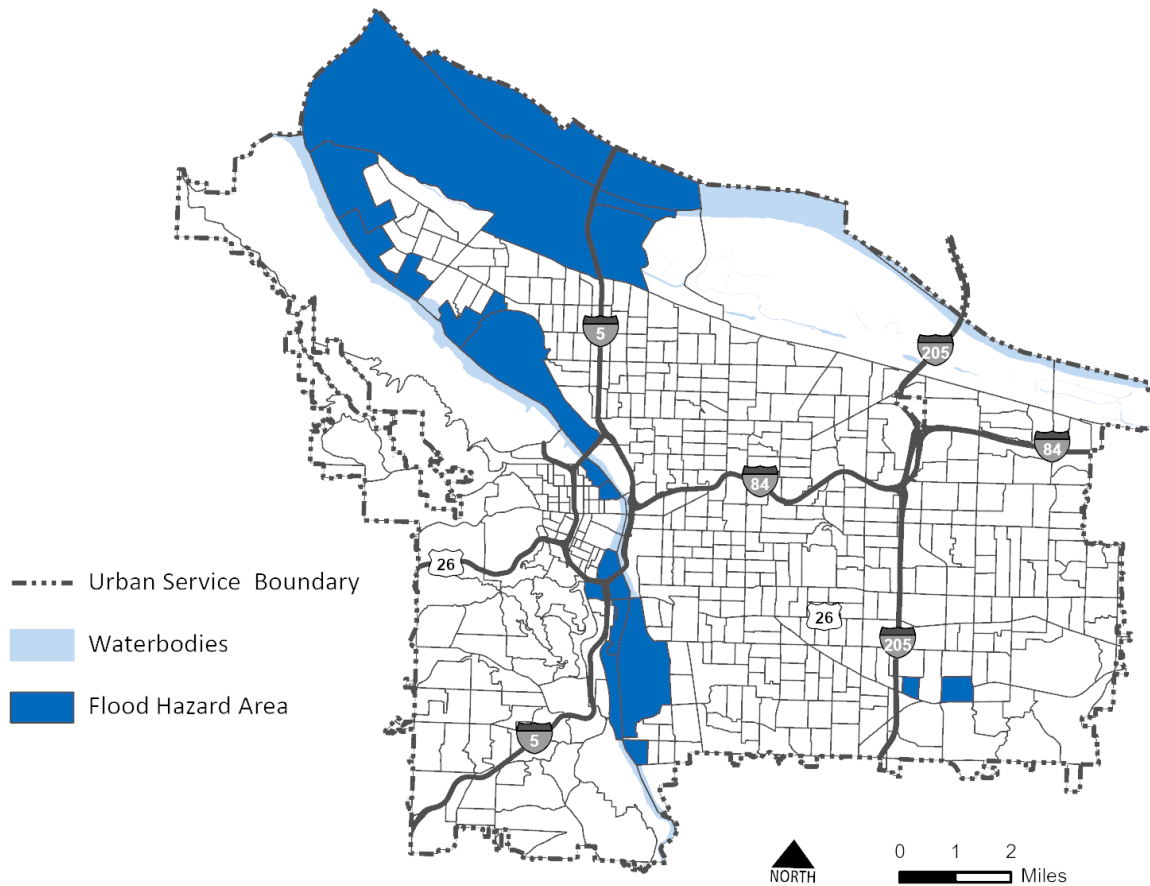 5
205
84
84
26
26
205
5
Urban Service Boundary
Waterbodies
Flood Hazard Area
NORTH
0 1 2
Miles